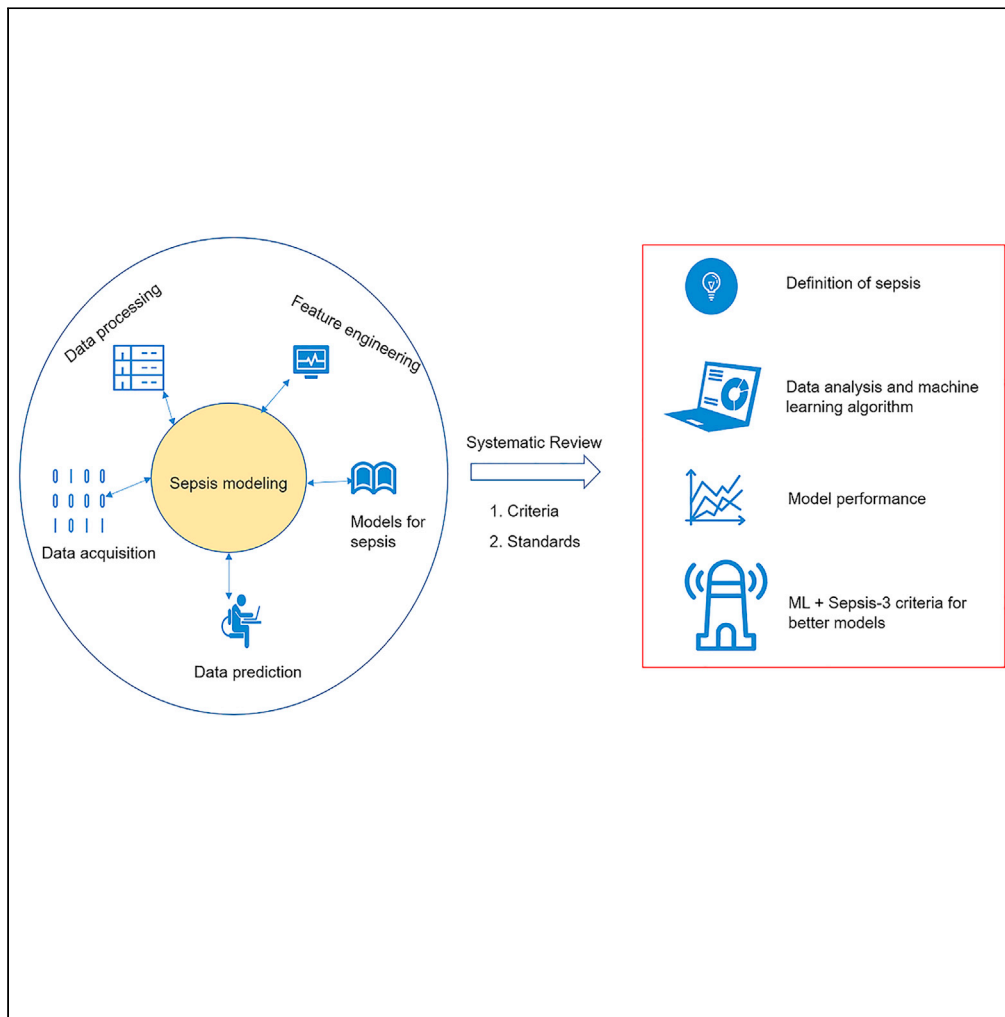 Data processing
Feature engineering
Sepsis modeling
0 1 0 0
0 0 0 0
1 0 1 1
Data acquisition
Models for
sepsis
Data prediction
Systematic Review
1. Criteria
2. Standards
Definition of sepsis
Data analysis and machine
learning algorithm
Model performance
ML + Sepsis-3 criteria for
better models